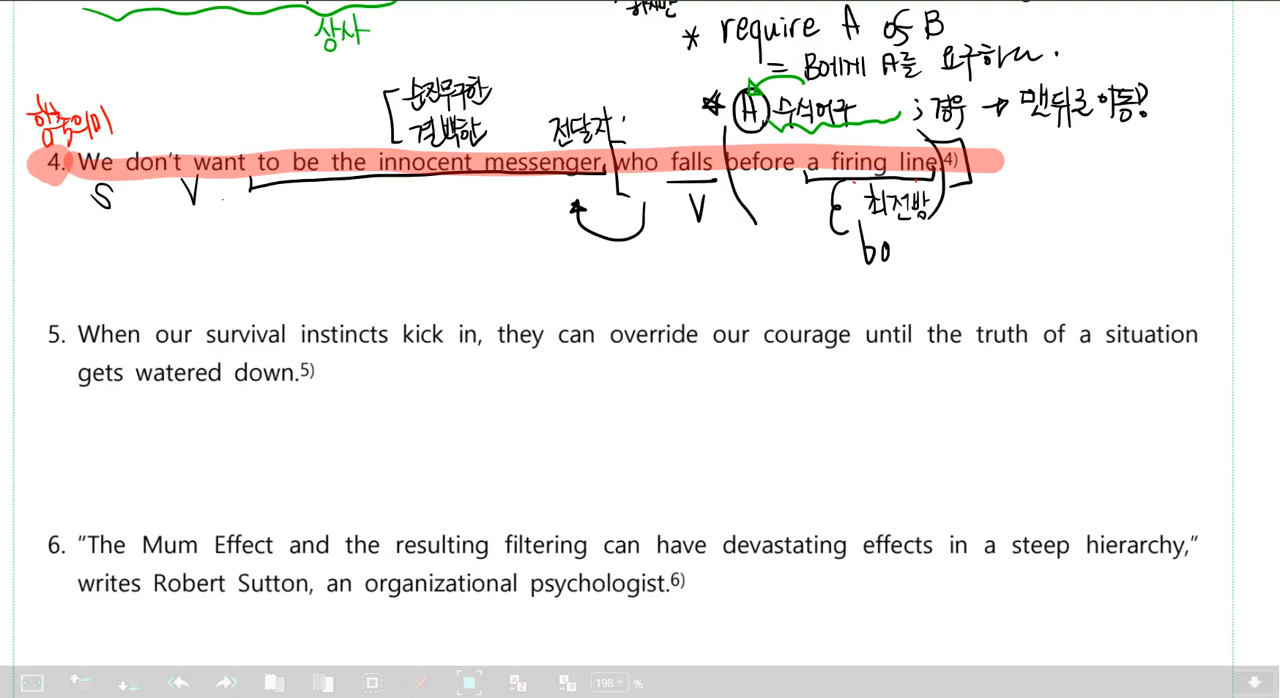 상사
* require A of B
= B에게 A를 요구하다.
* A 수식어구 ; 경우 → 맨뒤로 이동!
순진무구한
결백한
전달자
함축의미
4. We don't want to be the innocent messenger, who falls before a firing line.4)
S V V
최전방
bo
5. When our survival instincts kick in, they can override our courage until the truth of a situation
gets watered down.5)
6. "The Mum Effect and the resulting filtering can have devastating effects in a steep hierarchy,"
writes Robert Sutton, an organizational psychologist.6)
198 %